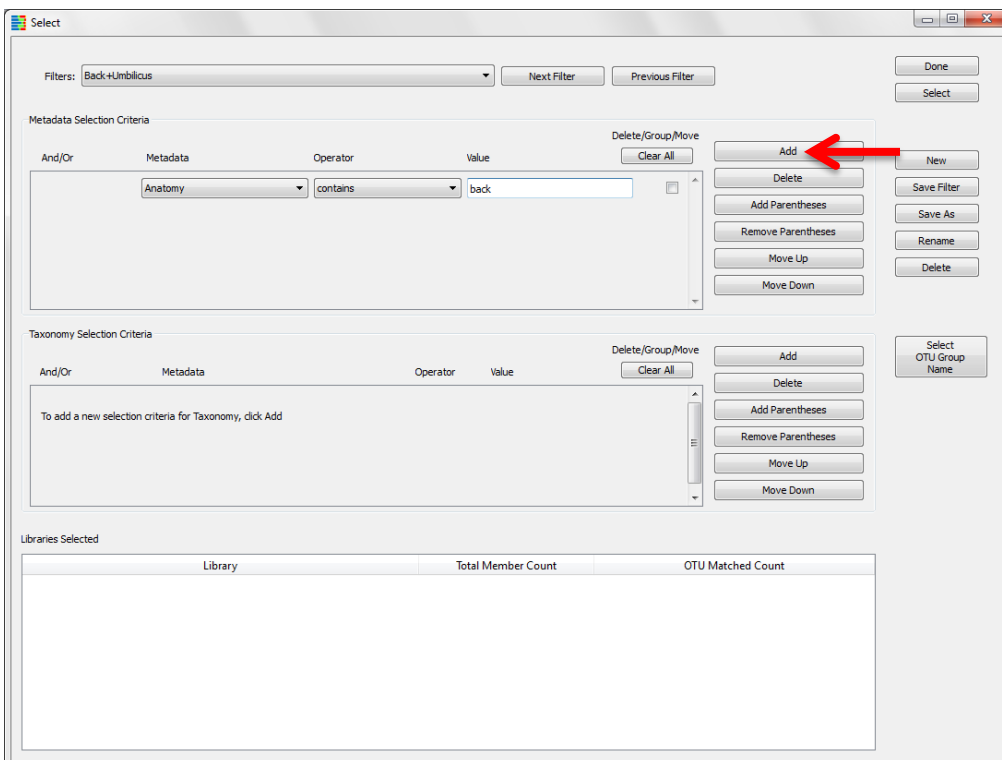 Select
Filters: Back+Umbilicus Next Filter Previous Filter Done
Select
Metadata Selection Criteria
Delete/Group/Move
And/Or Metadata Operator Value Clear All Add New
Anatomy contains back Delete Save Filter
Add Parentheses Save As
Remove Parentheses Rename
Move Up Delete
Move Down
Taxonomy Selection Criteria
Delete/Group/Move Add
And/Or Metadata Operator Value Clear All Delete
Select
OTU Group
Name
To add a new selection criteria for Taxonomy, click Add Add Parentheses
Remove Parentheses
Move Up
Move Down
Libraries Selected
Library Total Member Count OTU Matched Count